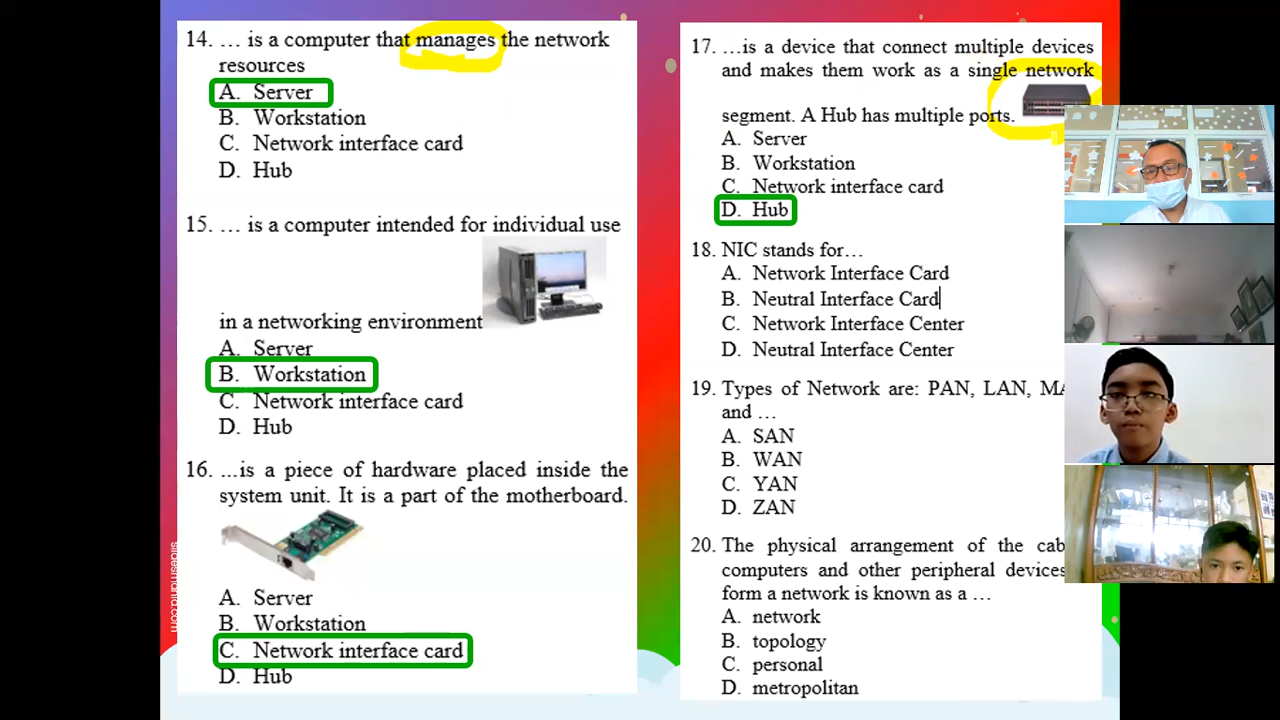 14. … is a computer that manages the network
resources
A. Server
B. Workstation
C. Network interface card
D. Hub
15. … is a computer intended for individual use
in a networking environment
A. Server
B. Workstation
C. Network interface card
D. Hub
16. ...is a piece of hardware placed inside the
system unit. It is a part of the motherboard.
A. Server
B. Workstation
C. Network interface card
D. Hub
17. …is a device that connect multiple devices
and makes them work as a single network
segment. A Hub has multiple ports.
A. Server
B. Workstation
C. Network interface card
D. Hub
18. NIC stands for…
A. Network Interface Card
B. Neutral Interface Card
C. Network Interface Center
D. Neutral Interface Center
19. Types of Network are: PAN, LAN,
and …
A. SAN
B. WAN
C. YAN
D. ZAN
20. The physical arrangement of the
computers and other peripheral devices
form a network is known as a …
A. network
B. topology
C. personal
D. metropolitan
slidesmania.com